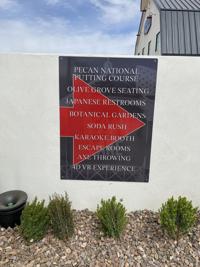 PECAN NATIONAL
PUTTING COURSE
OLIVE GROVE SEATING
JAPANESE RESTROOMS
BOTANICAL GARDENS
SODA RUSH
KARAOKE BOOTH
ESCAPE ROOMS
AXE THROWING
4D VR EXPERIENCE